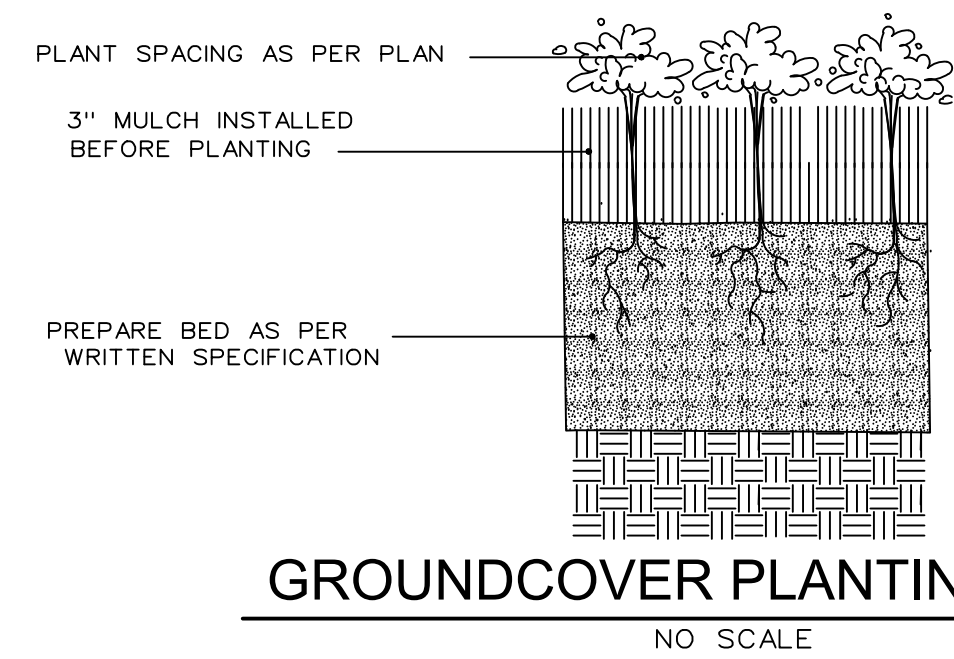 PLANT SPACING AS PER PLAN
3" MULCH INSTALLED
BEFORE PLANTING
PREPARE BED AS PER
WRITTEN SPECIFICATION
GROUNDCOVER PLANTIN
NO SCALE